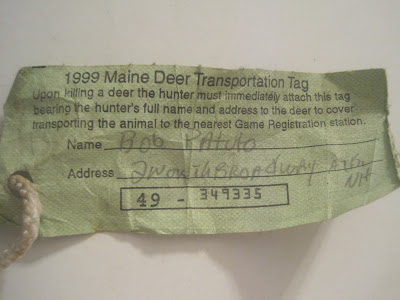 1999 Maine Deer Transportation Tag
Upon killing a deer the hunter must immediately attach this tag
bearing the hunter's full name and address to the deer to cover
transporting the animal to the nearest Game Registration station.
Name Bob
Address BROADWAY NH
49 - 349335